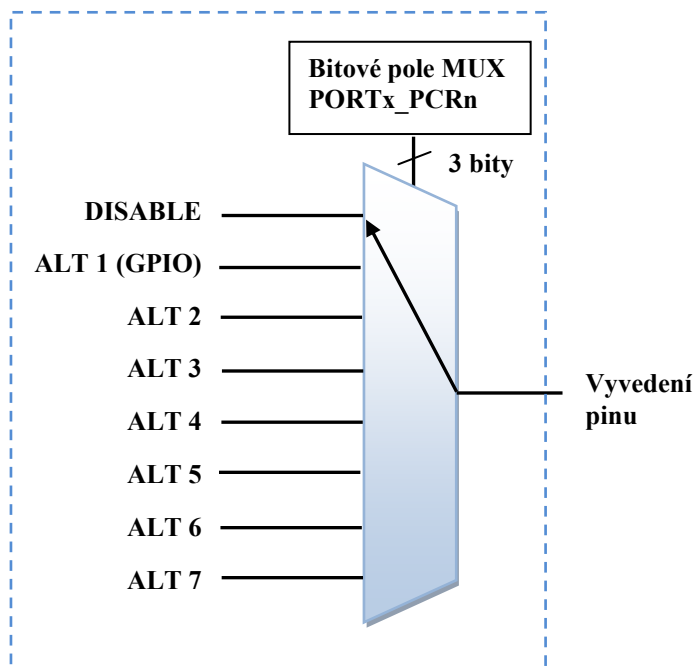 Bitové pole MUX
PORTx_PCRn
3 bity
DISABLE
ALT 1 (GPIO)
ALT 2
ALT 3
ALT 4
ALT 5
ALT 6
ALT 7
Vyvedení
pinu